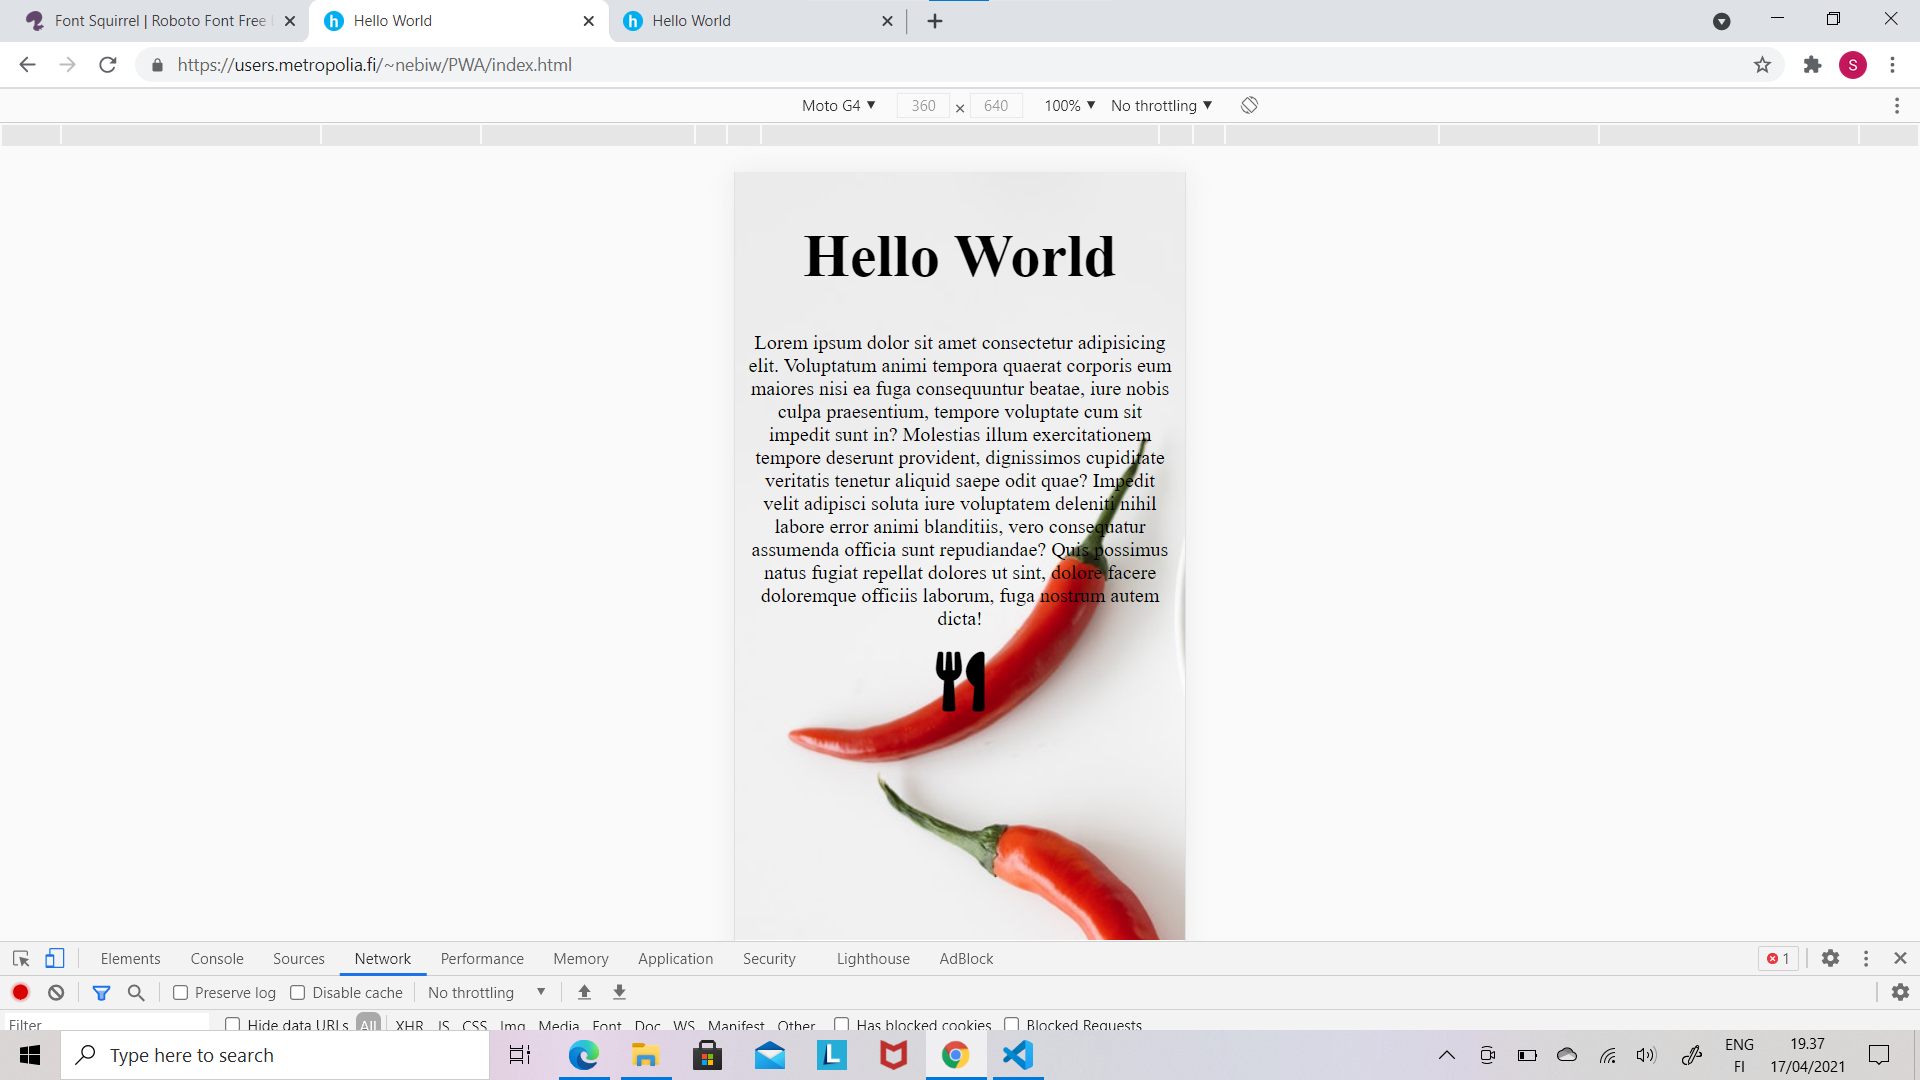 Font Squirrel | Roboto Font Free
Hello World
Hello World
https://users.metropolia.fi/~nebiw/PWA/index.html
S
Moto G4 360 × 640 100% No throttling
Hello World
Lorem ipsum dolor sit amet consectetur adipisicing
elit. Voluptatum animi tempora quaerat corporis eum
maiores nisi ea fuga consequuntur beatae, iure nobis
culpa praesentium, tempore voluptate cum sit
impedit sunt in? Molestias illum exercitationem
tempore deserunt provident, dignissimos cupiditate
veritatis tenetur aliquid saepe odit quae? Impedit
velit adipisci soluta iure voluptatem deleniti nihil
labore error animi blanditiis, vero consequatur
assumenda officia sunt repudiandae? Quis possimus
natus fugiat repellat dolores ut sint, dolore facere
doloremque officiis laborum, fuga nostrum autem
dicta!
Elements Console Sources Network Performance Memory Application Security Lighthouse AdBlock 1
Preserve log Disable cache No throttling
Filter Hide data URLs All XHR JS CSS Img Media Font Doc WS Manifest Other Has blocked cookies Blocked Requests
Type here to search
L
ENG
FI
19.37
17/04/2021